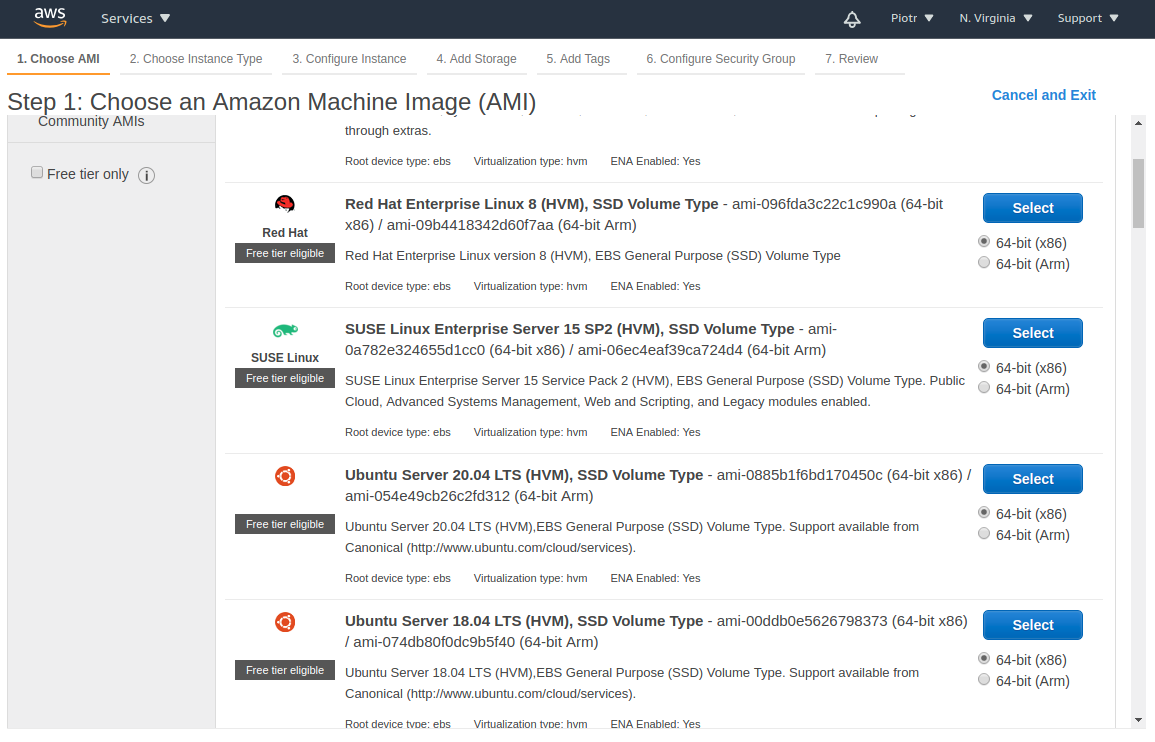 aws Services Piotr N. Virginia Support
1. Choose AMI 2. Choose Instance Type 3. Configure Instance 4. Add Storage 5. Add Tags 6. Configure Security Group 7. Review
Step 1: Choose an Amazon Machine Image (AMI)
Cancel and Exit
Community AMIs
Free tier only i
through extras.
Root device type: ebs Virtualization type: hvm ENA Enabled: Yes
Red Hat
Free tier eligible
Red Hat Enterprise Linux 8 (HVM), SSD Volume Type - ami-096fda3c22c1c990a (64-bit
x86) / ami-09b4418342d60f7aa (64-bit Arm)
Red Hat Enterprise Linux version 8 (HVM), EBS General Purpose (SSD) Volume Type
Root device type: ebs Virtualization type: hvm ENA Enabled: Yes
Select
64-bit (x86)
64-bit (Arm)
SUSE Linux
Free tier eligible
SUSE Linux Enterprise Server 15 SP2 (HVM), SSD Volume Type - ami-
0a782e324655d1cc0 (64-bit x86) / ami-06ec4eaf39ca724d4 (64-bit Arm)
SUSE Linux Enterprise Server 15 Service Pack 2 (HVM), EBS General Purpose (SSD) Volume Type. Public
Cloud, Advanced Systems Management, Web and Scripting, and Legacy modules enabled.
Root device type: ebs Virtualization type: hvm ENA Enabled: Yes
Select
64-bit (x86)
64-bit (Arm)
Free tier eligible
Ubuntu Server 20.04 LTS (HVM), SSD Volume Type - ami-0885b1f6bd170450c (64-bit x86) /
ami-054e49cb26c2fd312 (64-bit Arm)
Ubuntu Server 20.04 LTS (HVM),EBS General Purpose (SSD) Volume Type. Support available from
Canonical (http://www.ubuntu.com/cloud/services).
Root device type: ebs Virtualization type: hvm ENA Enabled: Yes
Select
64-bit (x86)
64-bit (Arm)
Free tier eligible
Ubuntu Server 18.04 LTS (HVM), SSD Volume Type - ami-00ddb0e5626798373 (64-bit x86)
/ ami-074db80f0dc9b5f40 (64-bit Arm)
Ubuntu Server 18.04 LTS (HVM),EBS General Purpose (SSD) Volume Type. Support available from
Canonical (http://www.ubuntu.com/cloud/services).
Root device type: ebs Virtualization type: hvm ENA Enabled: Yes
Select
64-bit (x86)
64-bit (Arm)